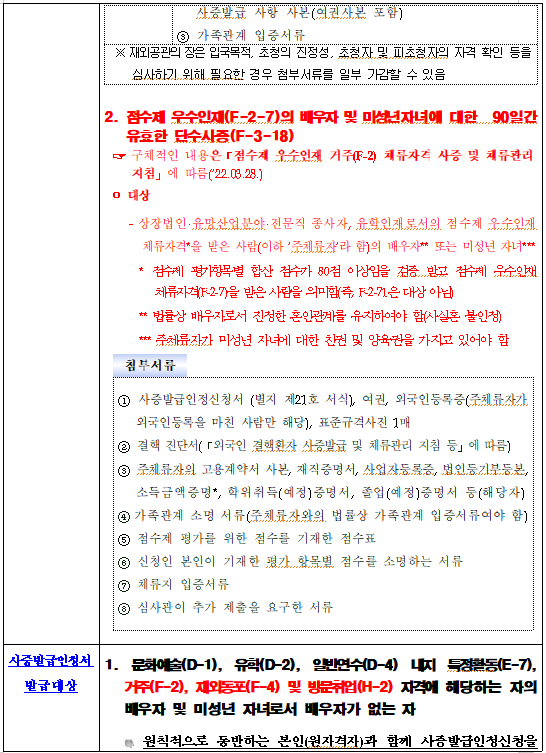 사증발급 사항 사본(여권사본 포함)
③ 가족관계 입증서류
※ 재외공관의 장은 입국목적, 초청의 진정성, 초청자 및 피초청자의 자격 확인 등을
심사하기 위해 필요한 경우 첨부서류를 일부 가감할 수 있음
2. 점수제 우수인재(F-2-7)의 배우자 및 미성년자녀에 대한 90일간
유효한 단수사증(F-3-18)
☞ 구체적인 내용은 「점수제 우수인재 거주(F-2) 체류자격 사증 및 체류관리
지침」에 따름('22.03.28.)
ㅇ 대상
- 상장법인·유망산업분야·전문직 종사자, 유학인재로서의 점수제 우수인재
체류자격*을 받은 사람(이하 '주체류자'라 함)의 배우자** 또는 미성년 자녀***
* 점수제 평가항목별 합산 점수가 80점 이상임을 검증 받고 점수제 우수인재
체류자격(F-2-7)을 받은 사람을 의미함(즉, F-2-71은 대상 아님)
** 법률상 배우자로서 진정한 혼인관계를 유지하여야 함(사실혼 불인정)
*** 주체류자가 미성년 자녀에 대한 친권 및 양육권을 가지고 있어야 함
첨부서류
① 사증발급인정신청서 (별지 제21호 서식), 여권, 외국인등록증(주체류자가
외국인등록을 마친 사람만 해당), 표준규격사진 1매
② 결핵 진단서(「외국인 결핵환자 사증발급 및 체류관리 지침 등」에 따름)
③ 주체류자의 고용계약서 사본, 재직증명서, 사업자등록증, 법인등기부등본,
소득금액증명*, 학위취득(예정)증명서, 졸업(예정)증명서 등(해당자)
④ 가족관계 소명 서류(주체류자와의 법률상 가족관계 입증서류여야 함)
⑤ 점수제 평가를 위한 점수를 기재한 점수표
⑥ 신청인 본인이 기재한 평가 항목별 점수를 소명하는 서류
⑦ 체류지 입증서류
⑧ 심사관이 추가 제출을 요구한 서류
사증발급인정서
발급대상
1. 문화예술(D-1), 유학(D-2), 일반연수(D-4) 내지 특정활동(E-7),
거주(F-2), 재외동포(F-4) 및 방문취업(H-2) 자격에 해당하는 자의
배우자 및 미성년 자녀로서 배우자가 없는 자
원칙적으로 동반하는 본인(원자격자)과 함께 사증발급인정신청을